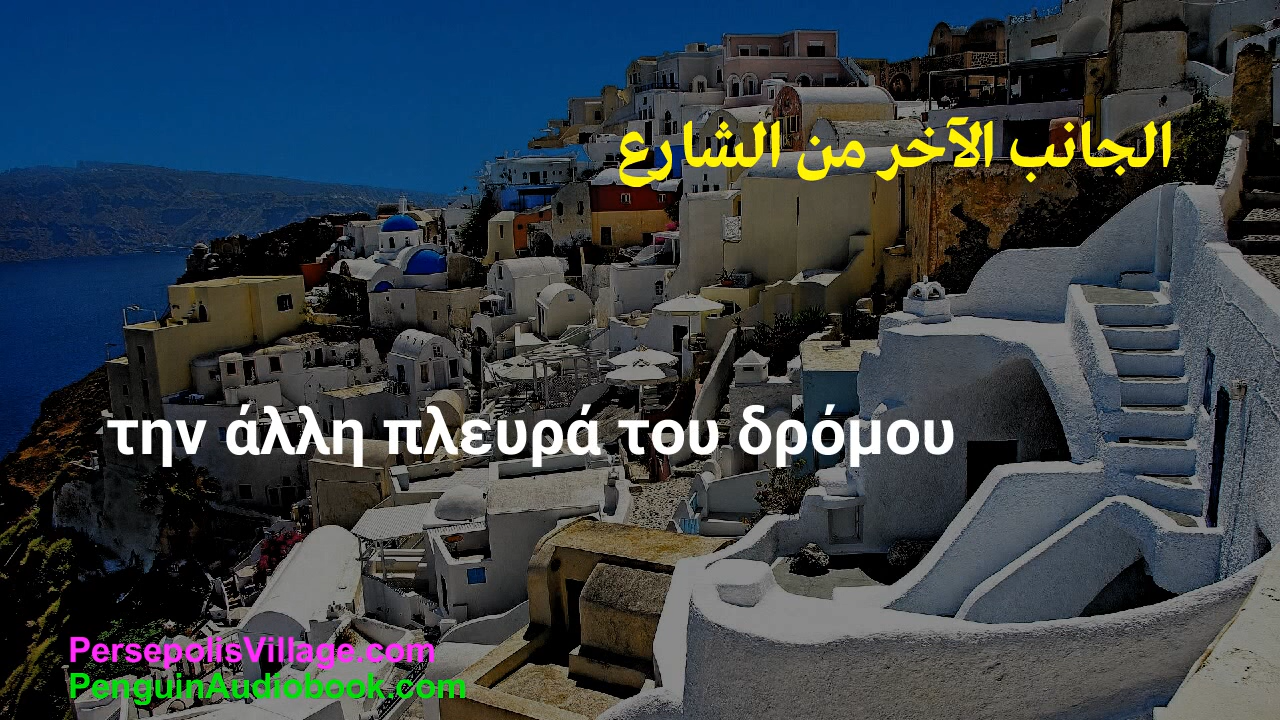 الجانب الآخر من الشارع
την άλλη πλευρά του δρόμου
PersepolisVillage.com
PenguinAudiobook.com